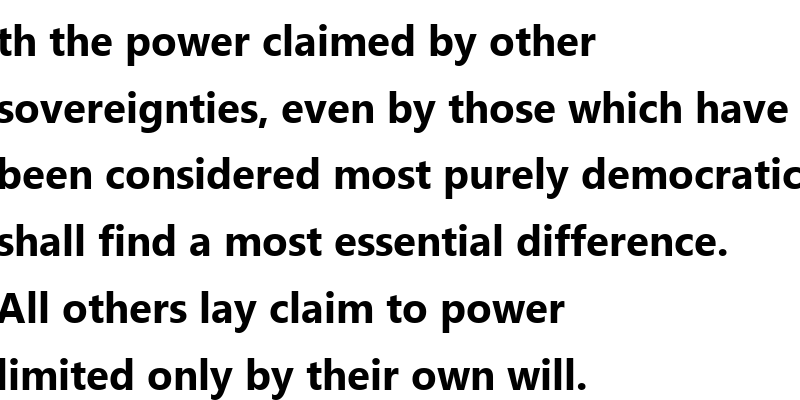 th the power claimed by other
sovereignties, even by those which have
been considered most purely democratic
shall find a most essential difference.
All others lay claim to power
limited only by their own will.